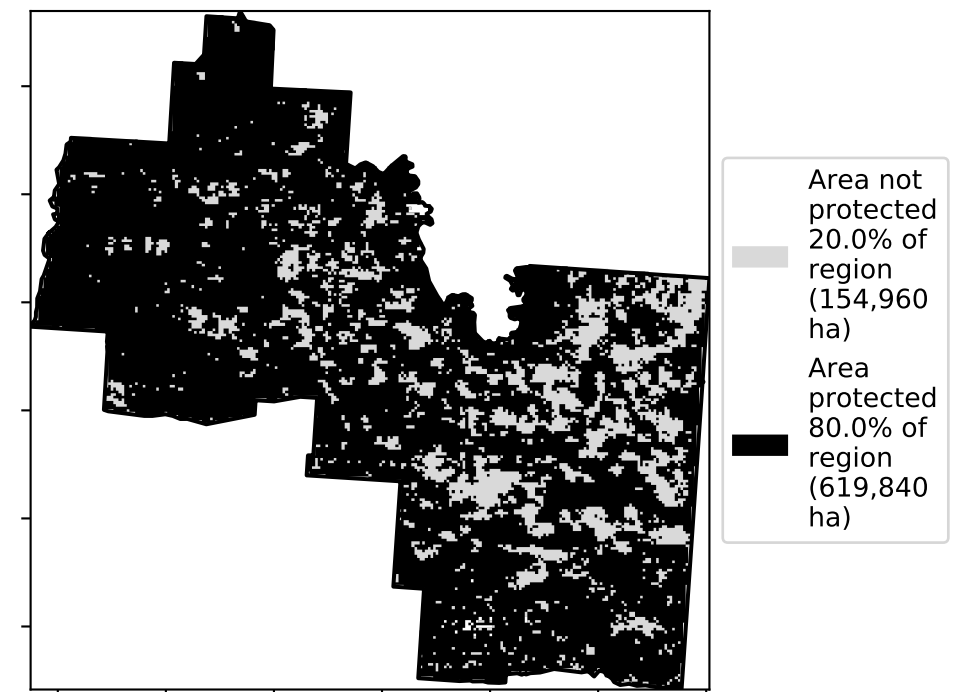 Area not
protected
20.0% of
region
(154,960
ha)
Area
protected
80.0% of
region
(619,840
ha)